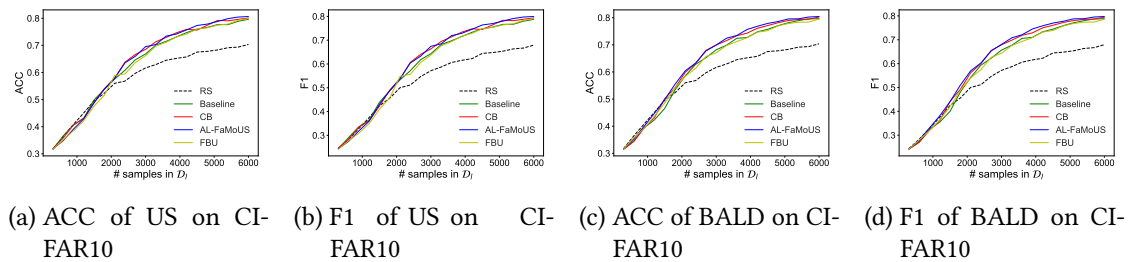 0.8
0.7
0.6
0.5
0.4
0.3
ACC
RS
Baseline
CB
AL-FaMoUS
FBU
1000 2000 3000 4000 5000 6000
# samples in 𝒟ₗ
0.8
0.7
0.6
0.5
0.4
0.3
F1
RS
Baseline
CB
AL-FaMoUS
FBU
1000 2000 3000 4000 5000 6000
# samples in 𝒟ₗ
0.8
0.7
0.6
0.5
0.4
0.3
ACC
RS
Baseline
CB
AL-FaMoUS
FBU
1000 2000 3000 4000 5000 6000
# samples in 𝒟ₗ
0.8
0.7
0.6
0.5
0.4
0.3
F1
RS
Baseline
CB
AL-FaMoUS
FBU
1000 2000 3000 4000 5000 6000
# samples in 𝒟ₗ
(a) ACC of US on CI-
FAR10
(b) F1 of US on CI-
FAR10
(c) ACC of BALD on CI-
FAR10
(d) F1 of BALD on CI-
FAR10